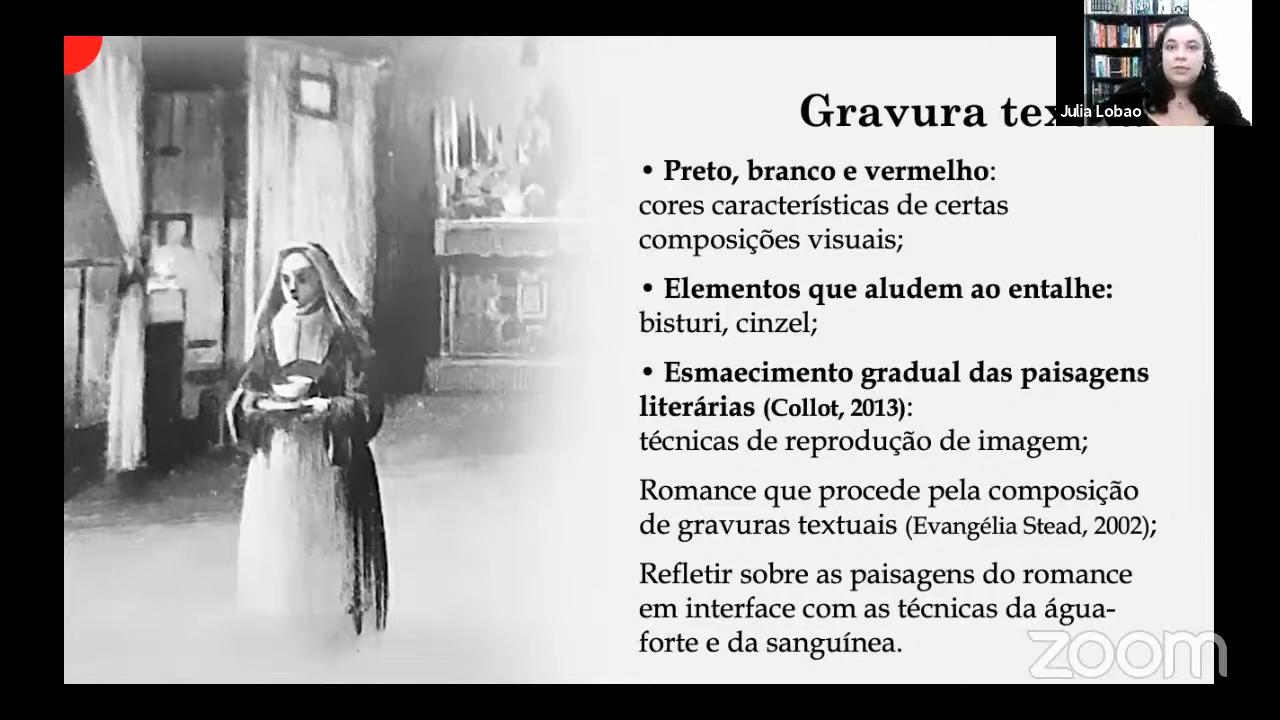 Gravura
Julia Lobao
• Preto, branco e vermelho:
cores características de certas
composições visuais;
• Elementos que aludem ao entalhe:
bisturi, cinzel;
• Esmaecimento gradual das paisagens
literárias (Collot, 2013):
técnicas de reprodução de imagem;
Romance que procede pela composição
de gravuras textuais (Evangélia Stead, 2002);
Refletir sobre as paisagens do romance
em interface com as técnicas da água-
forte e da sanguínea.
zoom